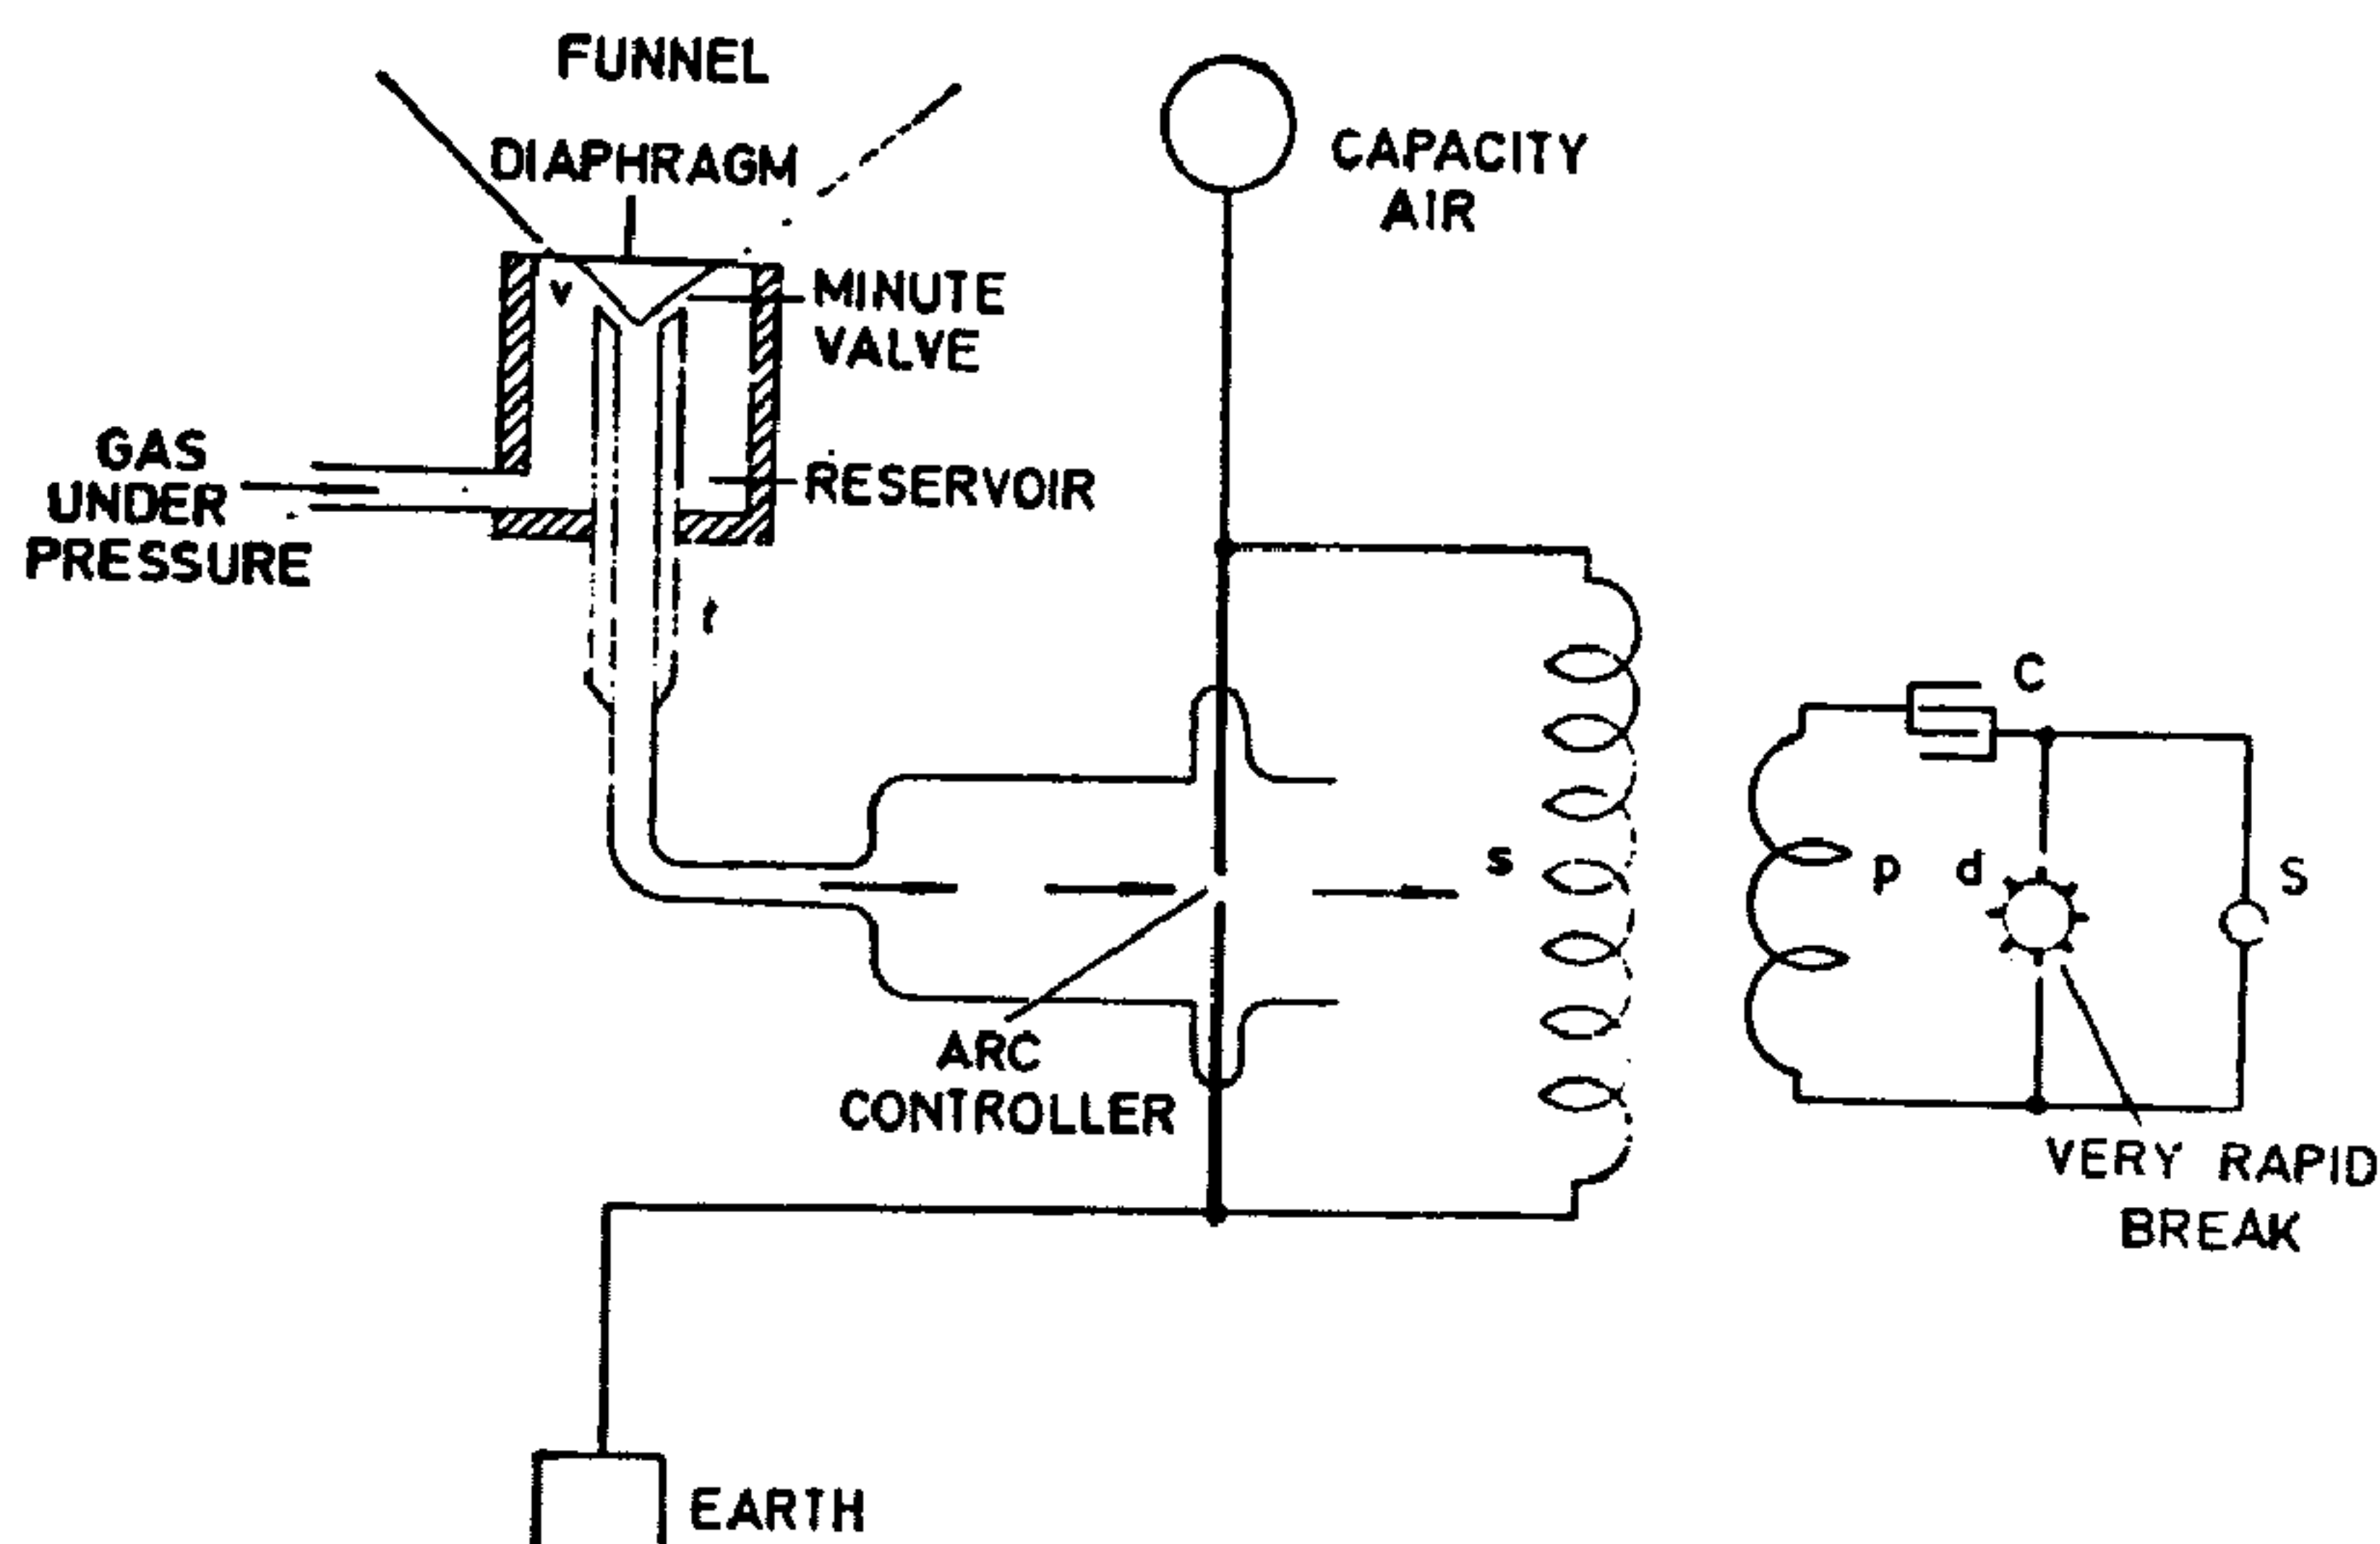 FUNNEL
DIAPHRAGM
CAPACITY
AIR
v
MINUTE
VALVE
GAS
UNDER
PRESSURE
RESERVOIR
t
C
s
p
d
S
ARC
CONTROLLER
VERY RAPID
BREAK
EARTH